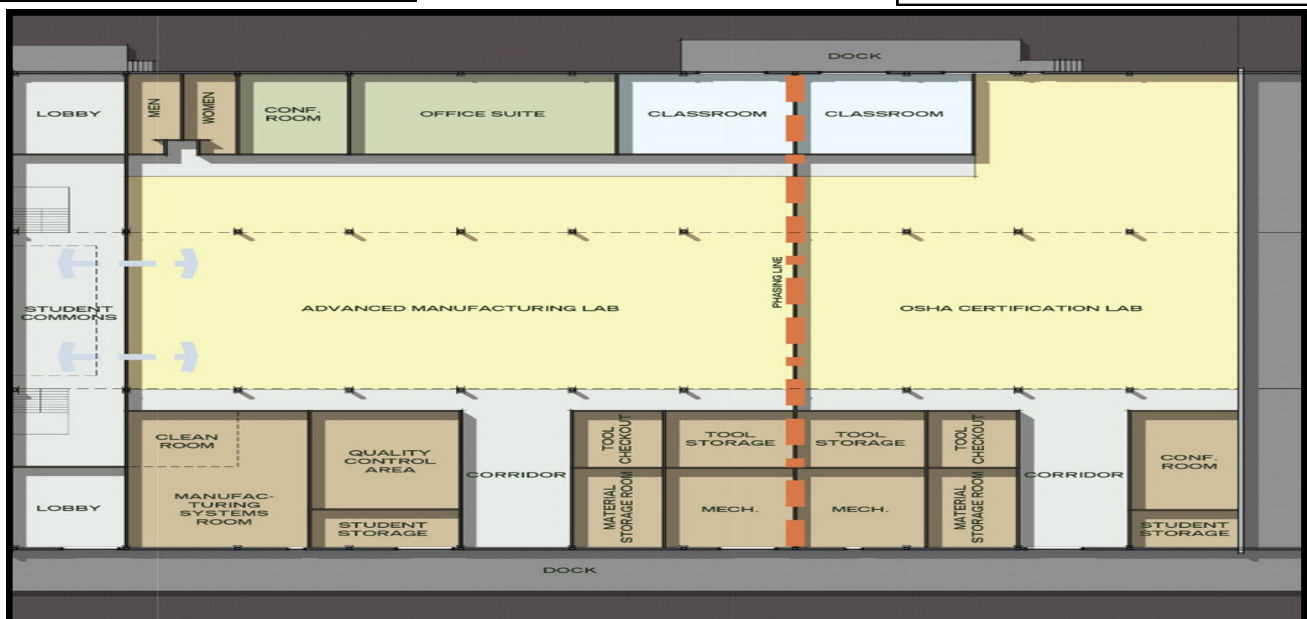 DOCK
LOBBY
MEN
WOMEN
CONF.
ROOM
OFFICE SUITE
CLASSROOM
CLASSROOM
PHASING LINE
STUDENT
COMMONS
ADVANCED MANUFACTURING LAB
OSHA CERTIFICATION LAB
CLEAN
ROOM
QUALITY
CONTROL
AREA
CORRIDOR
TOOL
CHECKOUT
TOOL
STORAGE
TOOL
STORAGE
TOOL
CHECKOUT
CORRIDOR
CONF.
ROOM
LOBBY
MANUFAC-
TURING
SYSTEMS
ROOM
STUDENT
STORAGE
MATERIAL
STORAGE ROOM
MECH.
MECH.
MATERIAL
STORAGE ROOM
STUDENT
STORAGE
DOCK